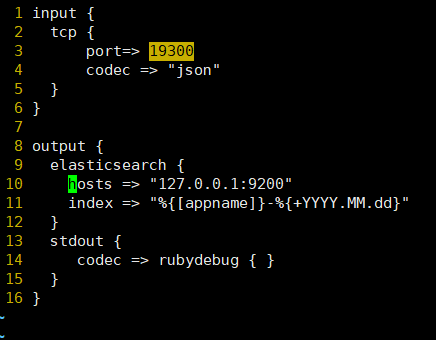 1 input {
2   tcp {
3       port=> 19300
4       codec => "json"
5   }
6 }
7
8 output {
9   elasticsearch {
10     hosts => "127.0.0.1:9200"
11     index => "%{[appname]}-%{+YYYY.MM.dd}"
12   }
13   stdout {
14      codec => rubydebug { }
15   }
16 }
~
~